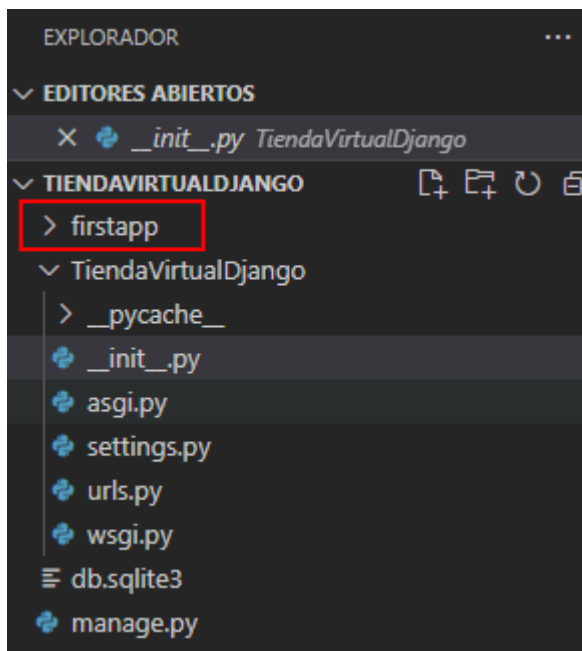 EXPLORADOR
EDITORES ABIERTOS
__init__.py TiendaVirtualDjango
TIENDAVIRTUALDJANGO
firstapp
TiendaVirtualDjango
__pycache__
__init__.py
asgi.py
settings.py
urls.py
wsgi.py
db.sqlite3
manage.py